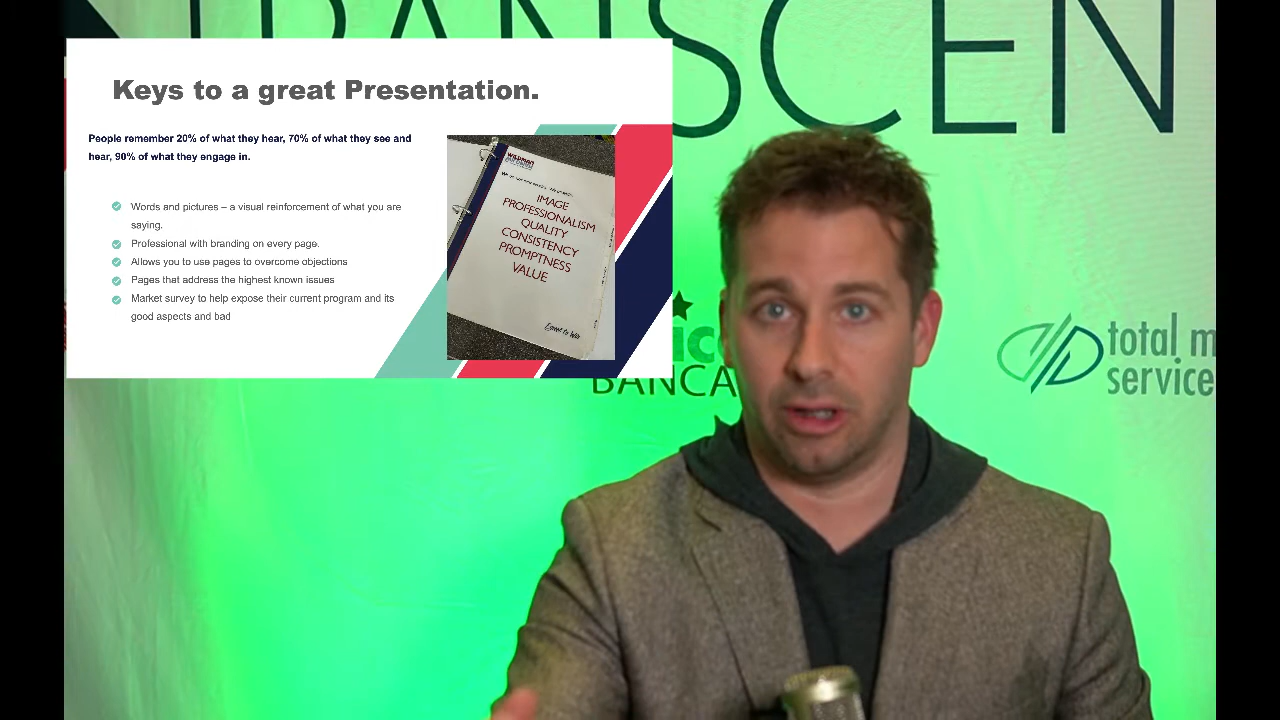 TRANSCEN
Keys to a great Presentation.
People remember 20% of what they hear, 70% of what they see and
hear, 90% of what they engage in.
Words and pictures – a visual reinforcement of what you are
saying.
Professional with branding on every page.
Allows you to use pages to overcome objections
Pages that address the highest known issues
Market survey to help expose their current program and its
good aspects and bad
IMAGE
PROFESSIONALISM
QUALITY
CONSISTENCY
PROMPTNESS
VALUE
BANCA
total m
service